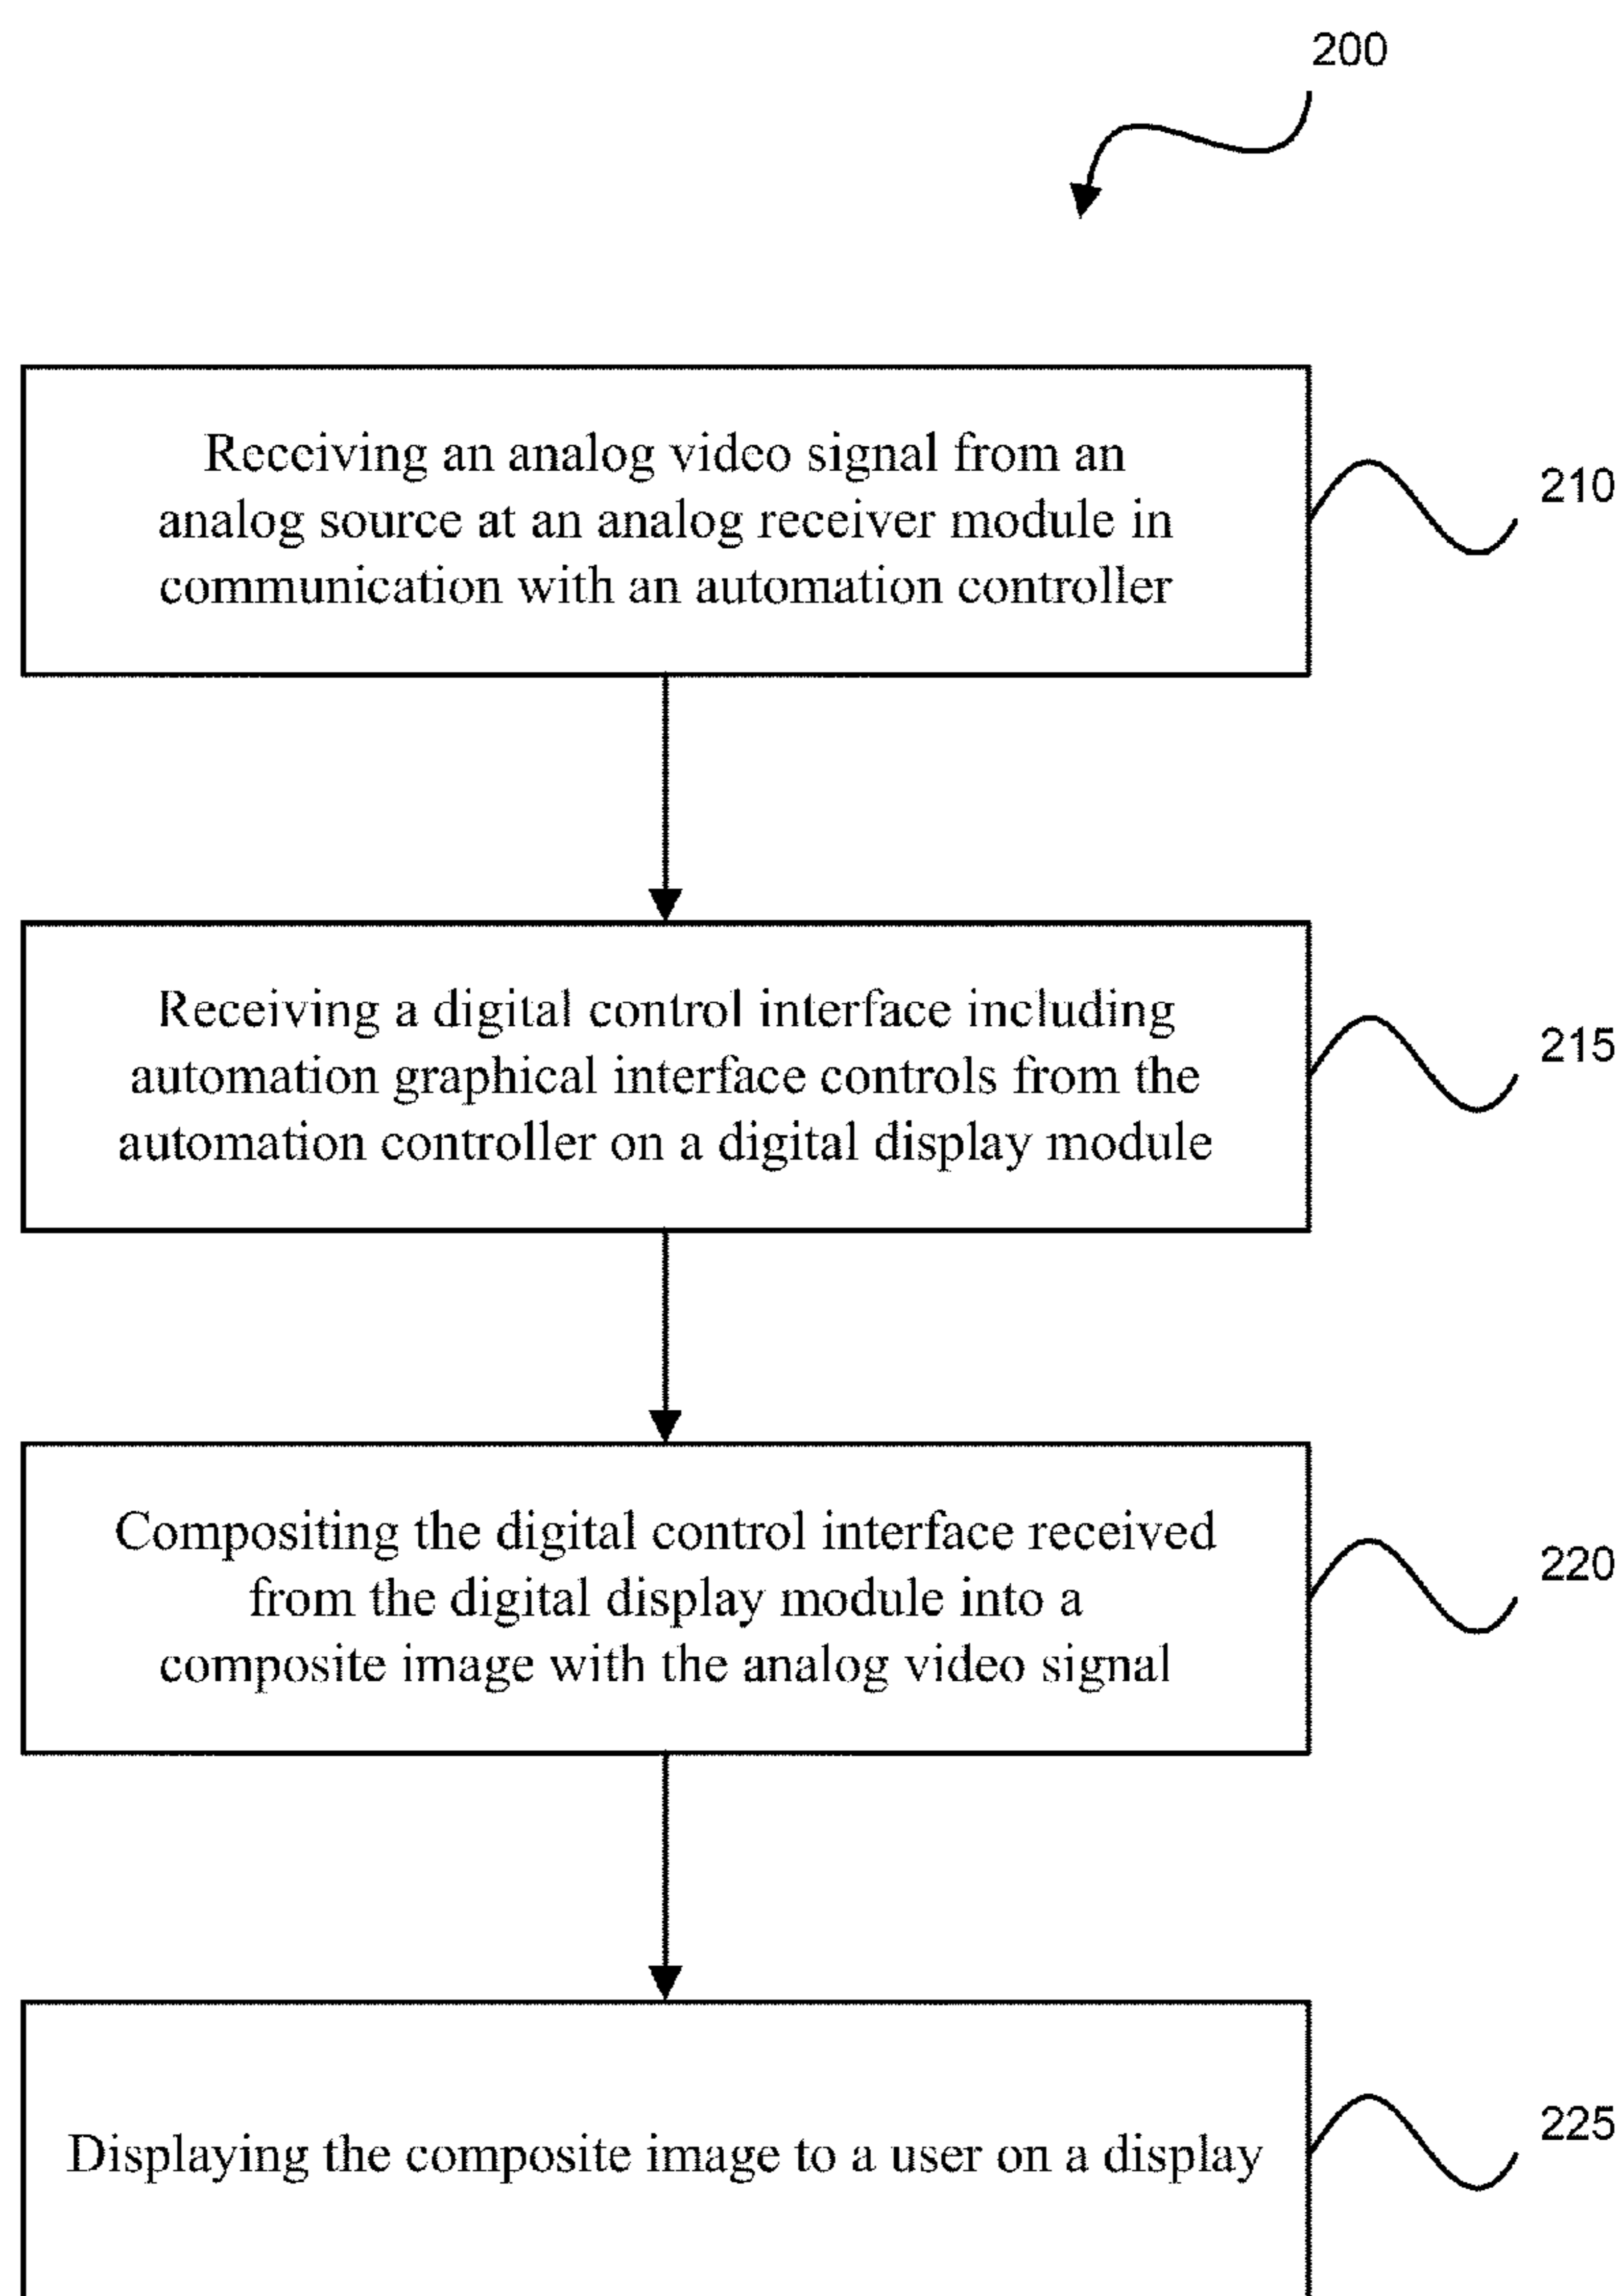 200
Receiving an analog video signal from an
analog source at an analog receiver module in
communication with an automation controller
210
Receiving a digital control interface including
automation graphical interface controls from the
automation controller on a digital display module
215
Compositing the digital control interface received
from the digital display module into a
composite image with the analog video signal
220
Displaying the composite image to a user on a display
225